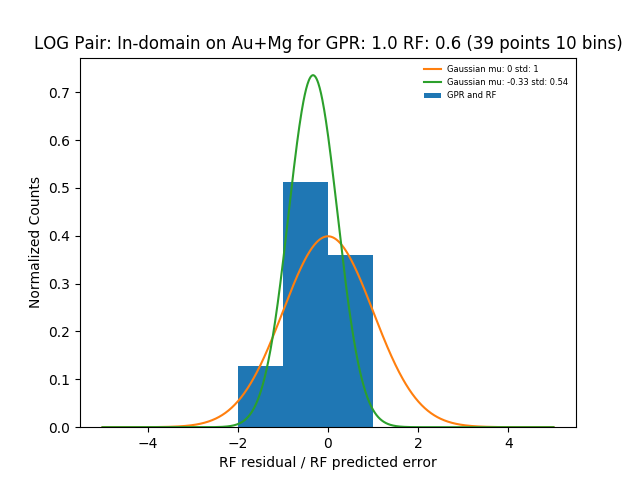 LOG Pair: In-domain on Au+Mg for GPR: 1.0 RF: 0.6 (39 points 10 bins)
Gaussian mu: 0 std: 1
Gaussian mu: -0.33 std: 0.54
GPR and RF
Normalized Counts
0.7
0.6
0.5
0.4
0.3
0.2
0.1
0.0
−4 −2 0 2 4
RF residual / RF predicted error